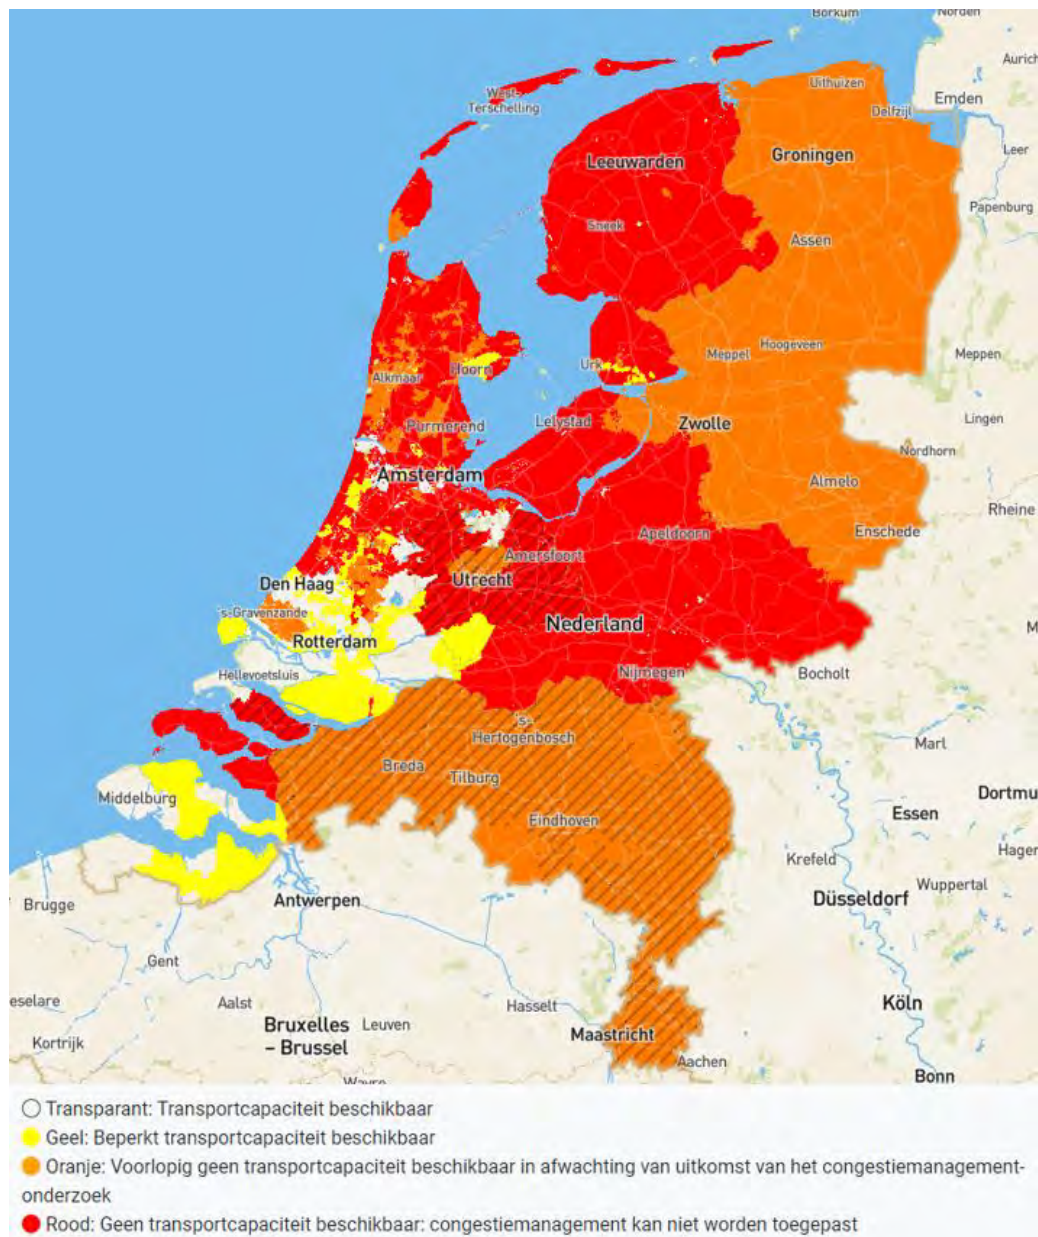 Borkum
Norden
Aurich
Uithuizen
Delfzijl
Emden
West-
Terschelling
Leer
Leeuwarden
Groningen
Papenburg
Sneek
Assen
Meppen
Hoogeveen
Meppel
Urk
Alkmaar
Hoorn
Lingen
Lelystad
Zwolle
Purmerend
Nordhorn
Amsterdam
Almelo
Rheine
Enschede
Apeldoorn
Amersfoort
Den Haag
Utrecht
's-Gravenzande
Nederland
M
Rotterdam
Nijmegen
Bocholt
Hellevoetsluis
's-
Hertogenbosch
Marl
Breda
Tilburg
Middelburg
Dortmu
Essen
Eindhoven
Hagen
Krefeld
Wuppertal
Düsseldorf
Brugge
Antwerpen
Gent
eselare
Aalst
Hasselt
Köln
Bruxelles
– Brussel
Leuven
Maastricht
Kortrijk
Aachen
Bonn
Wavre
Transparant: Transportcapaciteit beschikbaar
Geel: Beperkt transportcapaciteit beschikbaar
Oranje: Voorlopig geen transportcapaciteit beschikbaar in afwachting van uitkomst van het congestiemanagement-
onderzoek
Rood: Geen transportcapaciteit beschikbaar: congestiemanagement kan niet worden toegepast